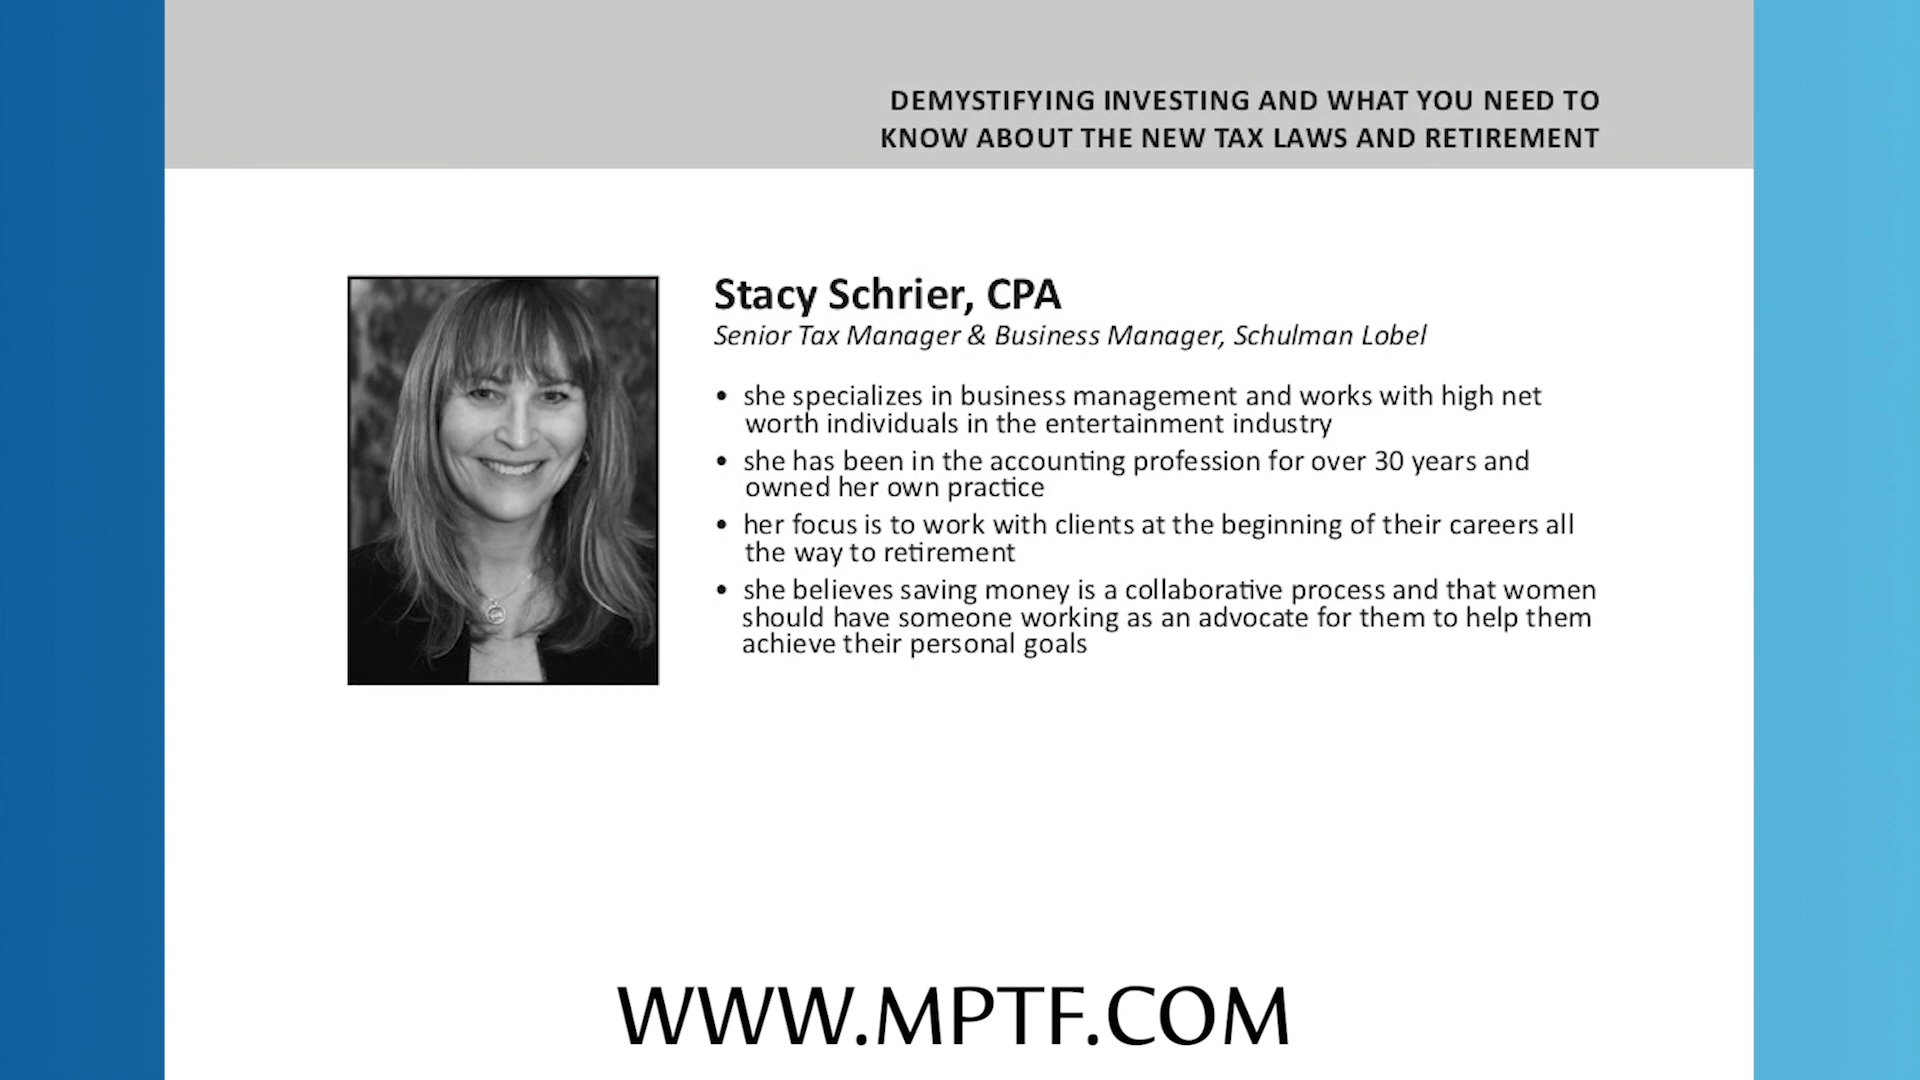 DEMYSTIFYING INVESTING AND WHAT YOU NEED TO
KNOW ABOUT THE NEW TAX LAWS AND RETIREMENT
Stacy Schrier, CPA
Senior Tax Manager & Business Manager, Schulman Lobel
• she specializes in business management and works with high net
worth individuals in the entertainment industry
• she has been in the accounting profession for over 30 years and
owned her own practice
• her focus is to work with clients at the beginning of their careers all
the way to retirement
• she believes saving money is a collaborative process and that women
should have someone working as an advocate for them to help them
achieve their personal goals
WWW.MPTF.COM